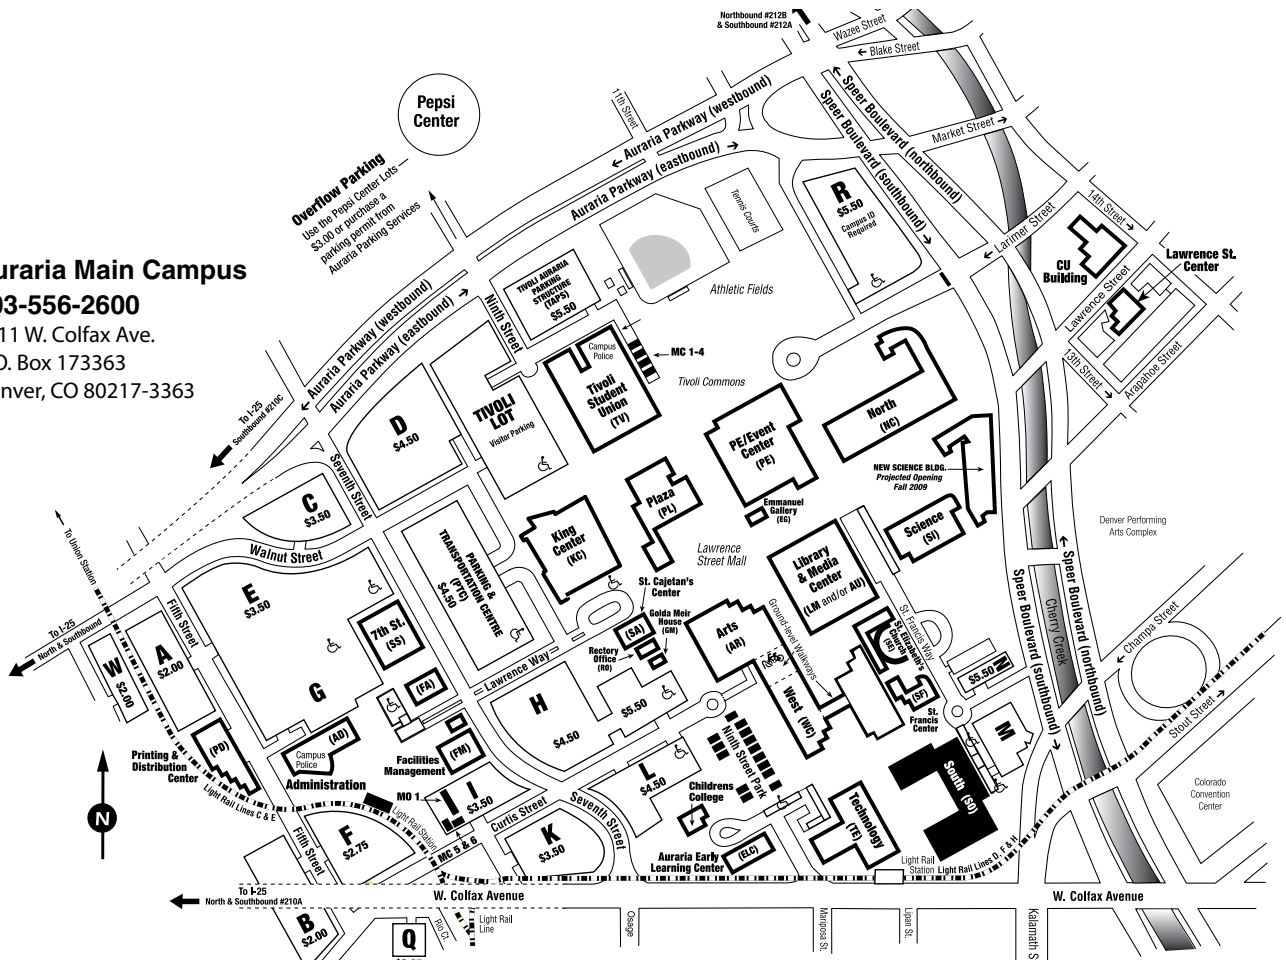 Northbound #212B
& Southbound #212A
Wazee Street
Blake Street
Pepsi
Center
11th Street
Auraria Parkway (westbound)
Auraria Parkway (eastbound)
Speer Boulevard (northbound)
Speer Boulevard (southbound)
Market Street
Overflow Parking
Use the Pepsi Center Lots
$3.00 or purchase a
parking permit from
Auraria Parking Services
Tennis Courts
R
$5.50
Campus ID
Required
Larimer Street
14th Street
CU
Building
Lawrence St.
Center
Lawrence Street
13th Street
Arapahoe Street
uraria Main Campus
03-556-2600
11 W. Colfax Ave.
O. Box 173363
nver, CO 80217-3363
Auraria Parkway (westbound)
Auraria Parkway (eastbound)
Ninth Street
TIVOLI AURARIA
PARKING
STRUCTURE
(TAPS)
$5.50
Athletic Fields
Campus
Police
MC 1-4
Tivoli
Student
Union
(TV)
Tivoli Commons
TIVOLI
LOT
Visitor Parking
To I-25
Southbound #210C
D
$4.50
Seventh Street
C
$3.50
Walnut Street
PE/Event
Center
(PE)
North
(NC)
NEW SCIENCE BLDG.
Projected Opening
Fall 2009
Plaza
(PL)
Emmanuel
Gallery
(EG)
Science
(SI)
Denver Performing
Arts Complex
King
Center
(KC)
Lawrence
Street Mall
Library
& Media
Center
(LM and/or AU)
PARKING &
TRANSPORTATION CENTRE
(PTC)
$4.50
To Union Station
To I-25
North & Southbound
Fifth Street
E
$3.50
7th St.
(SS)
St. Cajetan's
Center
Golda Meir
House
(GM)
(SA)
Rectory
Office
(RO)
Arts
(AR)
Ground-level Walkways
St. Elizabeth's
Church
(SE)
St Francis Way
Speer Boulevard (southbound)
Cherry Creek
Speer Boulevard (northbound)
Champa Street
Stout Street
W
$2.00
A
$2.00
G
(FA)
Lawrence Way
H
$4.50
$5.50
West (WC)
(SF)
St.
Francis
Center
N
$5.50
M
Printing &
Distribution
Center
(PD)
Campus
Police
(AD)
Administration
Facilities
Management
(FM)
Ninth Street Park
South (SO)
Colorado
Convention
Center
N
Light Rail Lines C & E
MO 1
I
$3.50
L
$4.50
Childrens
College
Technology
(TE)
Curtis Street
Seventh Street
Light Rail Station
MC 5 & 6
F
$2.75
Fifth Street
K
$3.50
Auraria Early
Learning Center
(ELC)
Light Rail
Station
Light Rail Lines D, F & H
To I-25
North & Southbound #210A
W. Colfax Avenue
W. Colfax Avenue
B
$2.00
Q
Rio Ct.
Light Rail
Line
Osage
Mariposa St.
Lipan St.
Kalamath S